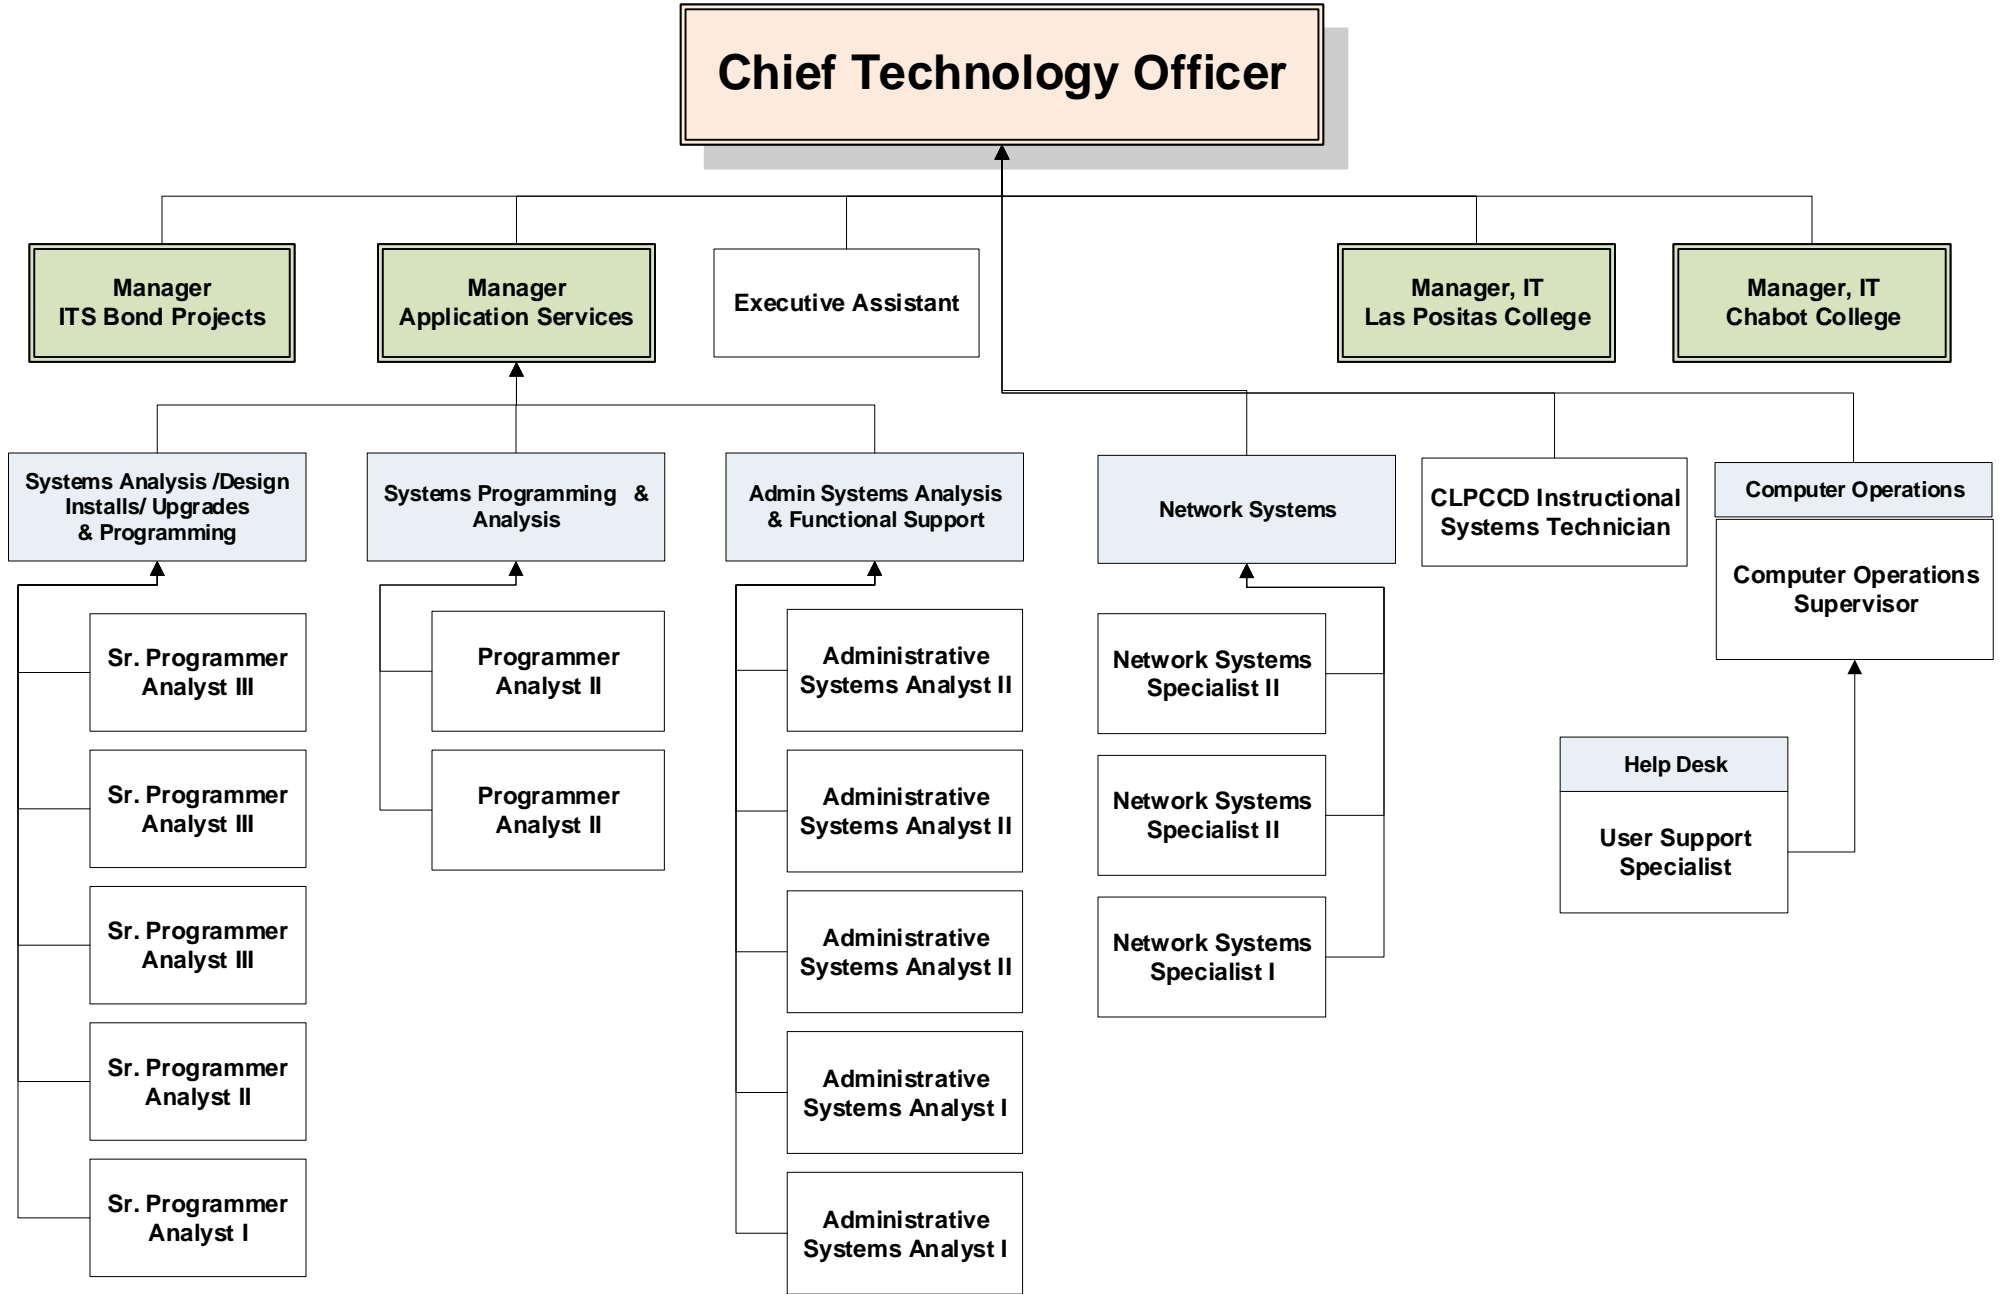 Chief Technology Officer
Manager
ITS Bond Projects
Manager
Application Services
Executive Assistant
Manager, IT
Las Positas College
Manager, IT
Chabot College
Systems Analysis /Design
Installs/ Upgrades
& Programming
Systems Programming &
Analysis
Admin Systems Analysis
& Functional Support
Network Systems
CLPCCD Instructional
Systems Technician
Computer Operations
Computer Operations
Supervisor
Sr. Programmer
Analyst III
Sr. Programmer
Analyst III
Sr. Programmer
Analyst III
Sr. Programmer
Analyst II
Sr. Programmer
Analyst I
Programmer
Analyst II
Programmer
Analyst II
Administrative
Systems Analyst II
Administrative
Systems Analyst II
Administrative
Systems Analyst II
Administrative
Systems Analyst I
Administrative
Systems Analyst I
Network Systems
Specialist II
Network Systems
Specialist II
Network Systems
Specialist I
Help Desk
User Support
Specialist